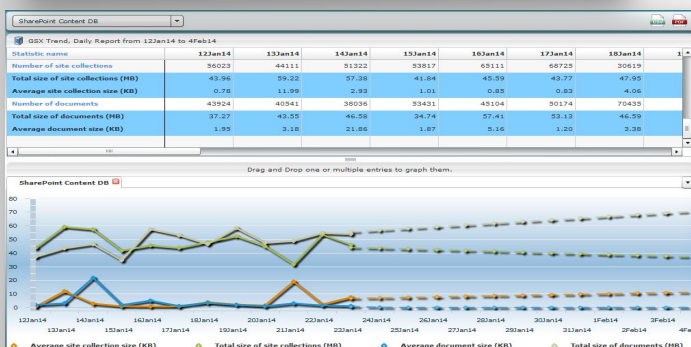 SharePoint Content DB
CSV PDF
GSX Trend, Daily Report from 12Jan14 to 4Feb14
Statistic name 12Jan14 13Jan14 14Jan14 15Jan14 16Jan14 17Jan14 18Jan14 1
Number of site collections 56023 44111 51322 53817 65111 68725 30619
Total size of site collections (MB) 43.96 59.22 57.38 41.84 45.59 43.77 47.95
Average site collection size (KB) 0.78 11.99 2.93 1.01 0.85 0.83 4.06
Number of documents 43924 40541 38036 53431 45104 50174 70435
Total size of documents (MB) 37.27 43.55 46.58 34.74 57.41 53.13 46.59
Average document size (KB) 1.95 3.18 21.86 1.87 5.16 1.20 3.38
Drag and Drop one or multiple entries to graph them.
SharePoint Content DB
80
70
60
50
40
30
20
10
0
12Jan14 14Jan14 16Jan14 18Jan14 20Jan14 22Jan14 24Jan14 26Jan14 28Jan14 30Jan14 1Feb14 3Feb14
13Jan14 15Jan14 17Jan14 19Jan14 21Jan14 23Jan14 25Jan14 27Jan14 29Jan14 31Jan14 2Feb14 4Fe
Average site collection size (KB) Total size of site collections (MB) Average document size (KB) Total size of documents (MB)